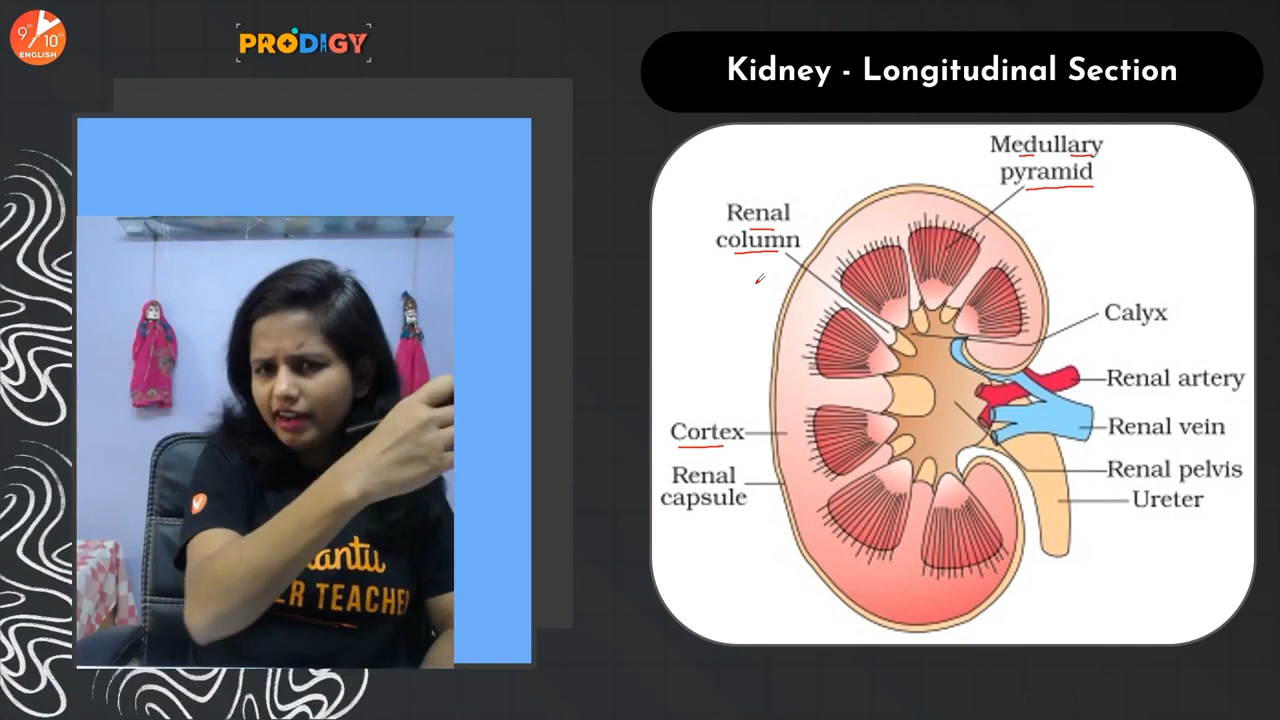 9th
10th
ENGLISH
PRODIGY
Kidney - Longitudinal Section
Medullary
pyramid
Renal
column
Calyx
Renal artery
Renal vein
Cortex
Renal
capsule
Renal pelvis
Ureter
TEACHE